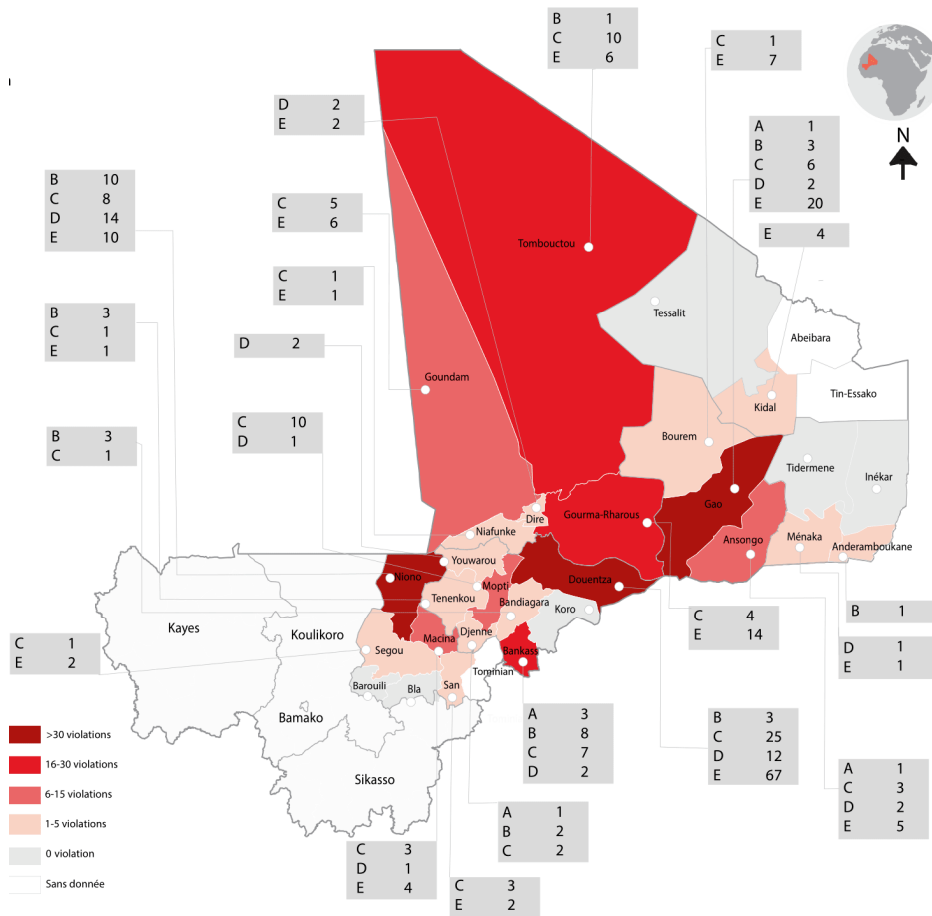 B 1
C 10
E 6
C 1
E 7
D 2
E 2
A 1
B 3
C 6
D 2
E 20
N
B 10
C 8
D 14
E 10
C 5
E 6
E 4
Tombouctou
C 1
E 1
Tessalit
B 3
C 1
E 1
D 2
Abeibara
Goundam
Kidal
Tin-Essako
C 10
D 1
Bourem
B 3
C 1
Tidermene
Inékar
Gao
Dire
Gourma-Rharous
Niafunke
Ansongo
Ménaka
Anderamboukane
Youwarou
Niono
Mopti
Douentza
Tenenkou
Bandiagara
Koro
B 1
Kayes
Koulikoro
C 4
E 14
Djenne
C 1
E 2
Macina
Segou
Bankass
D 1
E 1
Tominian
Barouili
Bla
San
Bamako
A 3
B 8
C 7
D 2
B 3
C 25
D 12
E 67
>30 violations
16-30 violations
Sikasso
A 1
C 3
D 2
E 5
6-15 violations
A 1
B 2
C 2
1-5 violations
C 3
D 1
E 4
0 violation
C 3
E 2
Sans donnée